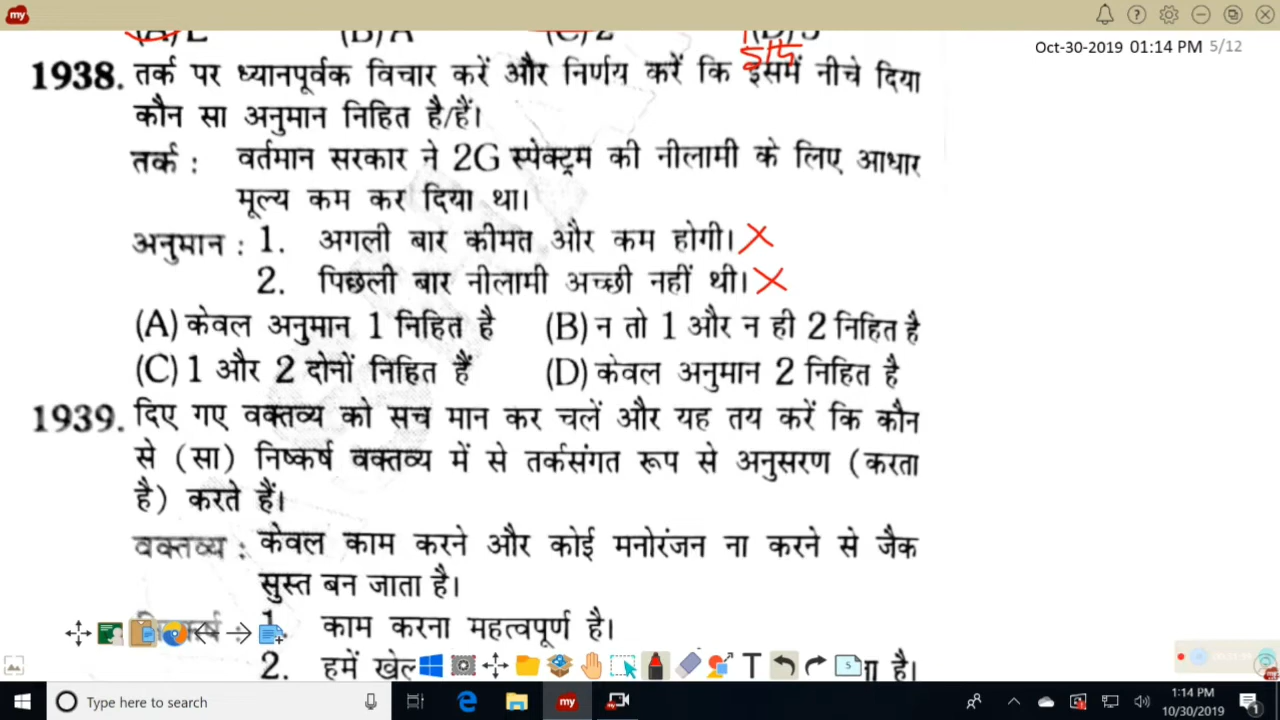 my
Oct-30-2019 01:14 PM 5/12
(B) A
5th
1938. तर्क पर ध्यानपूर्वक विचार करें और निर्णय करें कि इसमें नीचे दिया
कौन सा अनुमान निहित है/हैं।
तर्क : वर्तमान सरकार ने 2G स्पेक्ट्रम की नीलामी के लिए आधार
मूल्य कम कर दिया था।
अनुमान : 1. अगली बार कीमत और कम होगी।
2. पिछली बार नीलामी अच्छी नहीं थी।
(A) केवल अनुमान 1 निहित है (B) न तो 1 और न ही 2 निहित है
(C) 1 और 2 दोनों निहित हैं (D) केवल अनुमान 2 निहित है
1939. दिए गए वक्तव्य को सच मान कर चलें और यह तय करें कि कौन
से (सा) निष्कर्ष वक्तव्य में से तर्कसंगत रूप से अनुसरण (करता
है) करते हैं।
वक्तव्य : केवल काम करने और कोई मनोरंजन ना करने से जैक
सुस्त बन जाता है।
1. काम करना महत्वपूर्ण है।
2. हमें है।
T 5
Type here to search
my
1:14 PM
10/30/2019
1